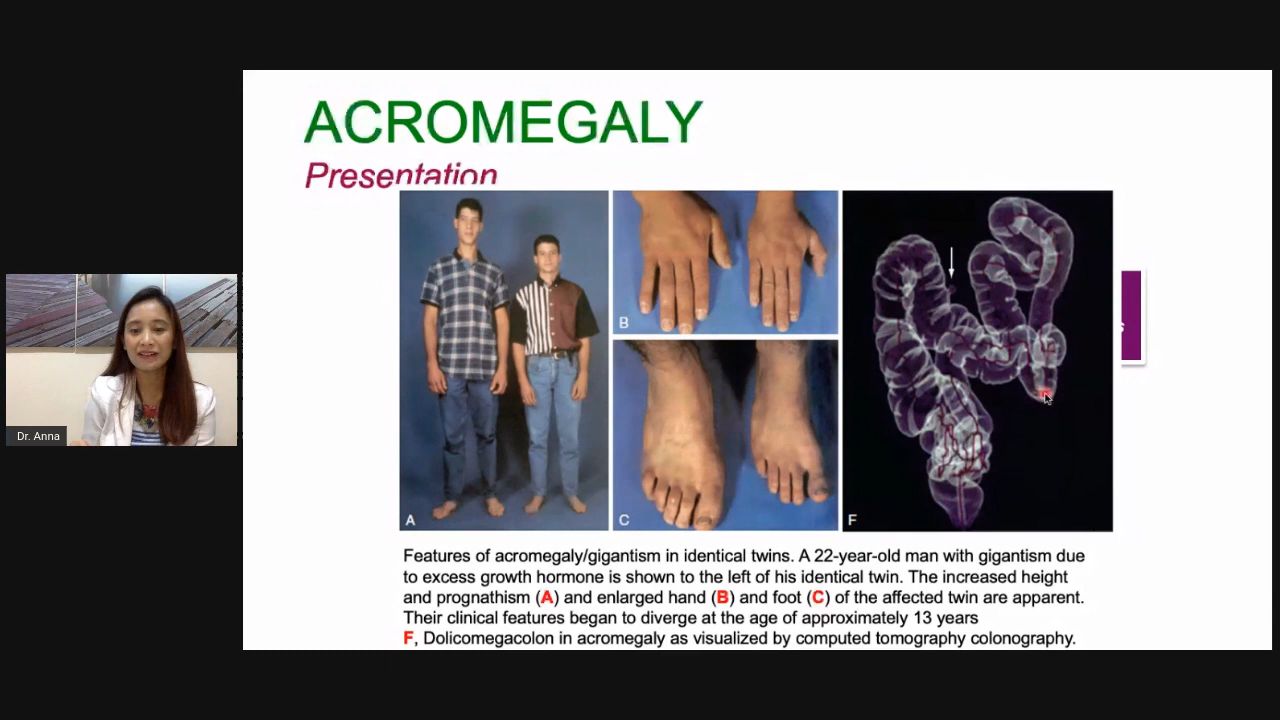 ACROMEGALY
Presentation
A
B
C
F
Dr. Anna
Features of acromegaly/gigantism in identical twins. A 22-year-old man with gigantism due
to excess growth hormone is shown to the left of his identical twin. The increased height
and prognathism (A) and enlarged hand (B) and foot (C) of the affected twin are apparent.
Their clinical features began to diverge at the age of approximately 13 years
F, Dolicomegacolon in acromegaly as visualized by computed tomography colonography.